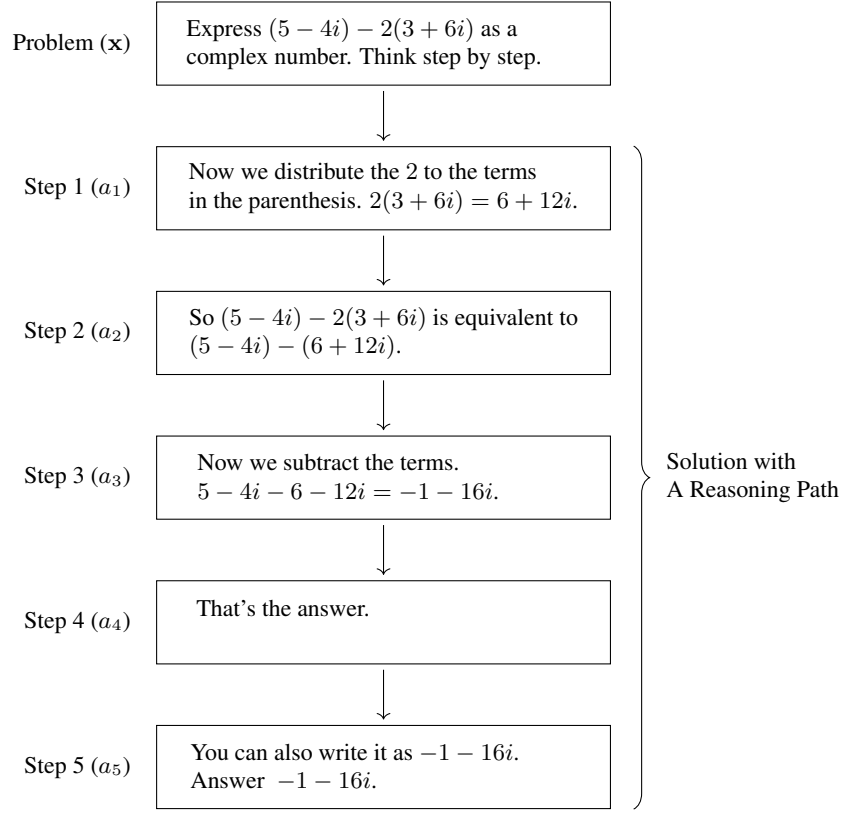 Problem (x)
Express (5 − 4i) − 2(3 + 6i) as a
complex number. Think step by step.
Step 1 (a₁)
Now we distribute the 2 to the terms
in the parenthesis. 2(3 + 6i) = 6 + 12i.
Step 2 (a₂)
So (5 − 4i) − 2(3 + 6i) is equivalent to
(5 − 4i) − (6 + 12i).
Step 3 (a₃)
Now we subtract the terms.
5 − 4i − 6 − 12i = −1 − 16i.
Step 4 (a₄)
That's the answer.
Step 5 (a₅)
You can also write it as −1 − 16i.
Answer −1 − 16i.
Solution with
A Reasoning Path